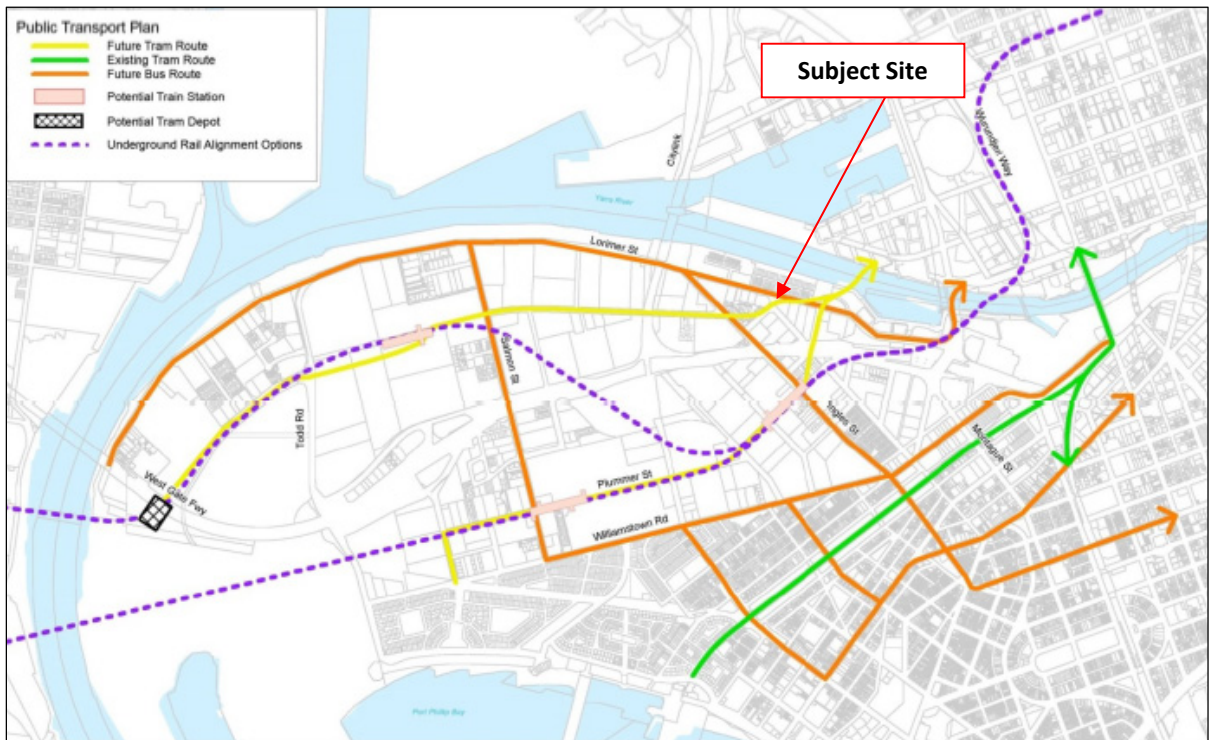 Public Transport Plan
Future Tram Route
Existing Tram Route
Future Bus Route
Potential Train Station
Potential Tram Depot
Underground Rail Alignment Options
Subject Site
Wurundjeri Way
Citylink
Yarra River
Lorimer St
Salmon St
Todd Rd
Ingles St
Montague St
West Gate Fwy
Plummer St
Williamstown Rd
Port Phillip Bay